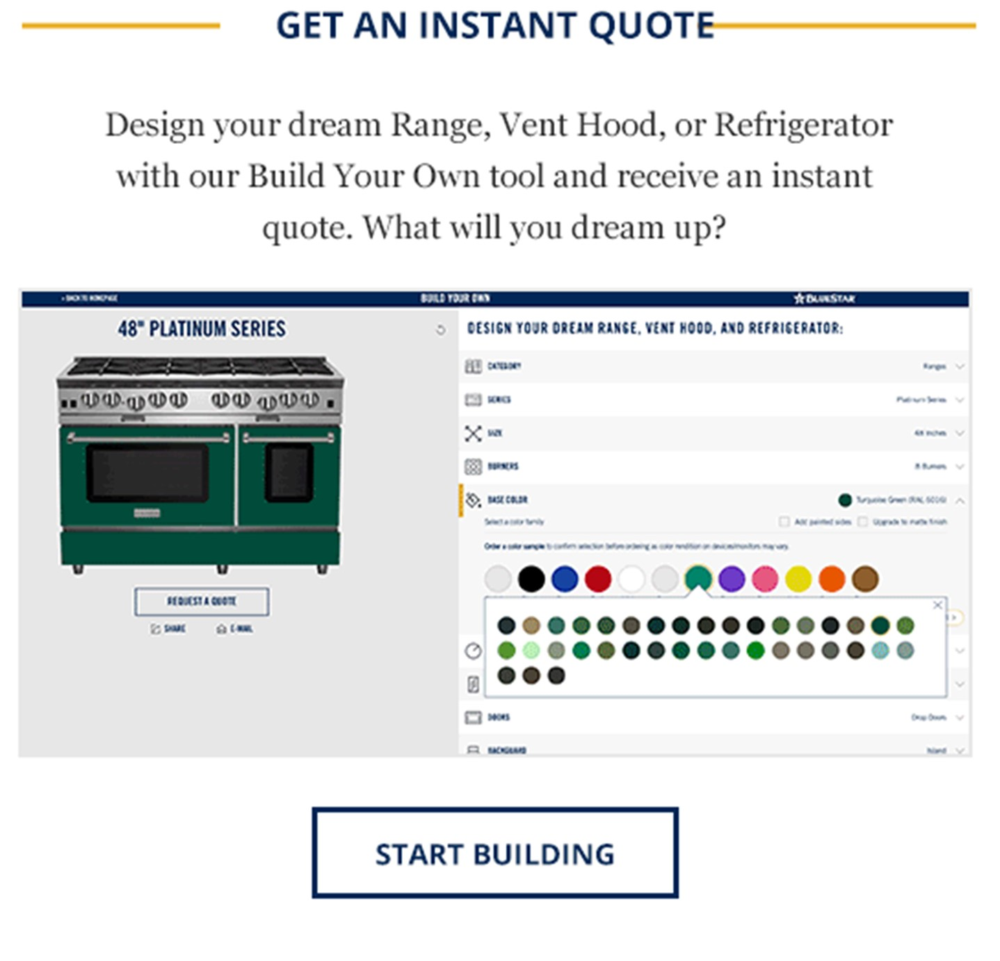 GET AN INSTANT QUOTE
Design your dream Range, Vent Hood, or Refrigerator
with our Build Your Own tool and receive an instant
quote. What will you dream up?
‹ BACK TO HOMEPAGE
BUILD YOUR OWN
BLUESTAR
48" PLATINUM SERIES
DESIGN YOUR DREAM RANGE, VENT HOOD, AND REFRIGERATOR:
CATEGORY Ranges
SERIES Platinum Series
SIZE 48 Inches
BURNERS 8 Burners
BASE COLOR Turquoise Green (RAL 6016)
Select a color family Add painted sides Upgrade to matte finish
Order a color sample to confirm selection before ordering as color rendition on devices/monitors may vary.
REQUEST A QUOTE
SHARE E-MAIL
DOORS Drop Doors
BACKGUARD Island
START BUILDING